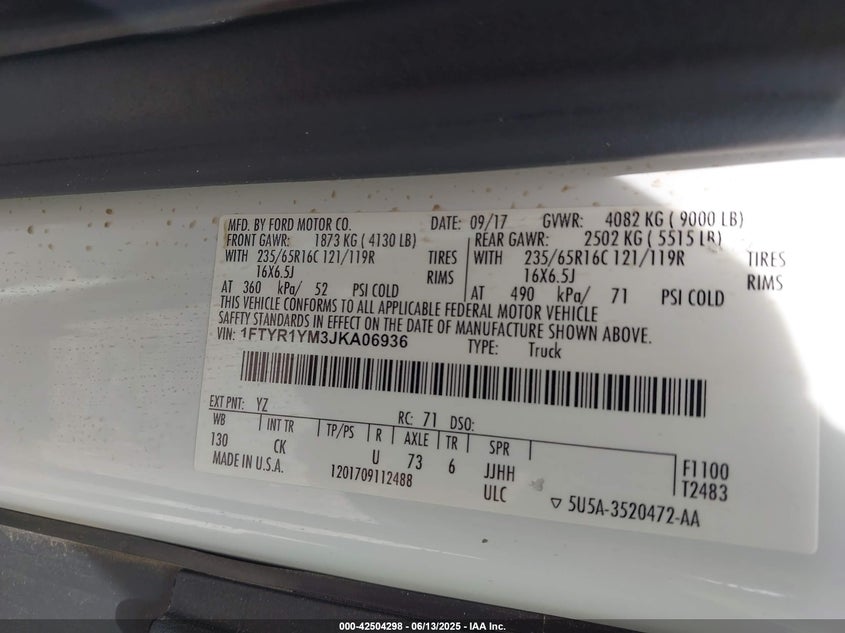 MFD. BY FORD MOTOR CO. DATE: 09/17 GVWR: 4082 KG ( 9000 LB)
FRONT GAWR: 1873 KG ( 4130 LB) REAR GAWR: 2502 KG ( 5515 LB)
WITH 235/65R16C 121/119R TIRES WITH 235/65R16C 121/119R TIRES
16X6.5J RIMS 16X6.5J RIMS
AT 360 kPa/ 52 PSI COLD AT 490 kPa/ 71 PSI COLD
THIS VEHICLE CONFORMS TO ALL APPLICABLE FEDERAL MOTOR VEHICLE
SAFTY STANDARDS IN EFFECT ON THE DATE OF MANUFACTURE SHOWN ABOVE.
VIN: 1FTYR1YM3JKA06936 TYPE: Truck
EXT PNT: YZ RC: 71 DSO:
WB INT TR TP/PS R AXLE TR SPR
130 CK U 73 6 JJHH F1100
MADE IN U.S.A. 1201709112488 ULC T2483
▽ 5U5A-3520472-AA
000-42504298 - 06/13/2025 - IAA Inc.